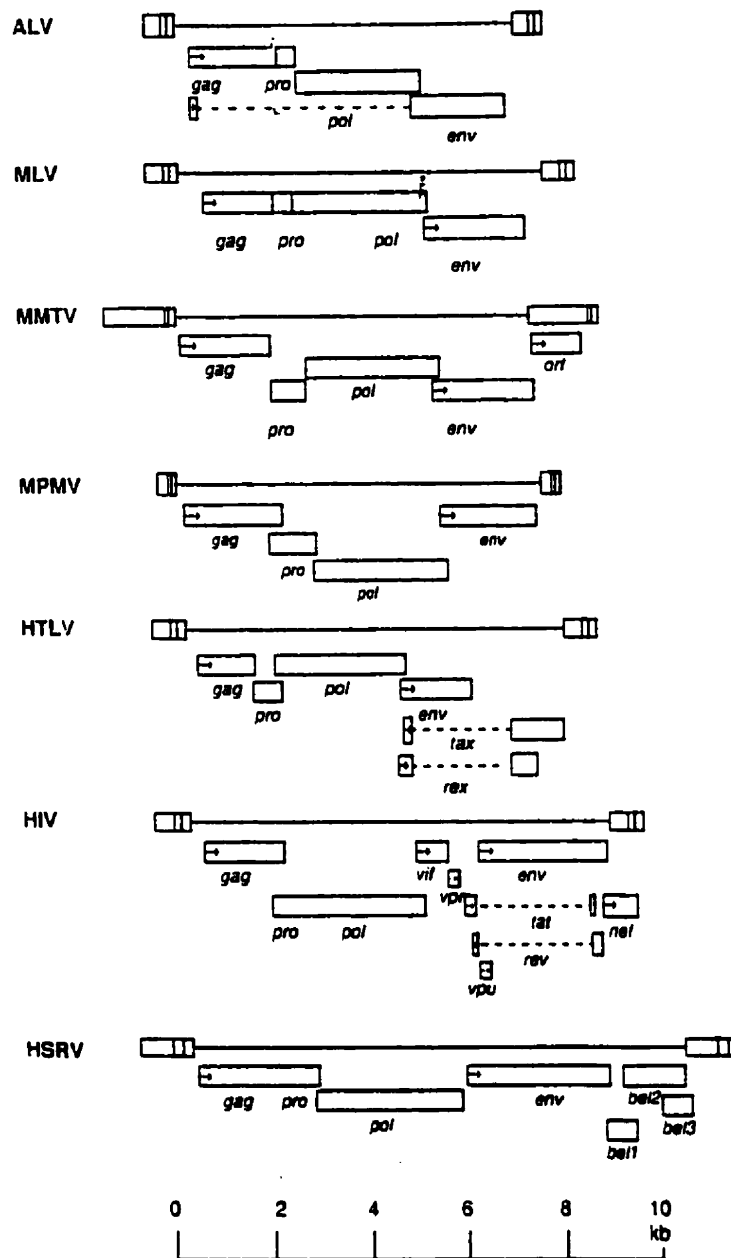 ALV
gag pro
pol
env
MLV
gag pro pol
env
MMTV
gag
orf
pol
pro env
MPMV
gag env
pro
pol
HTLV
gag pol
pro env
tax
rex
HIV
gag vif env
vpr
pro pol tat nef
rev
vpu
HSRV
gag pro env bel2
pol bel3
bel1
0 2 4 6 8 10
kb